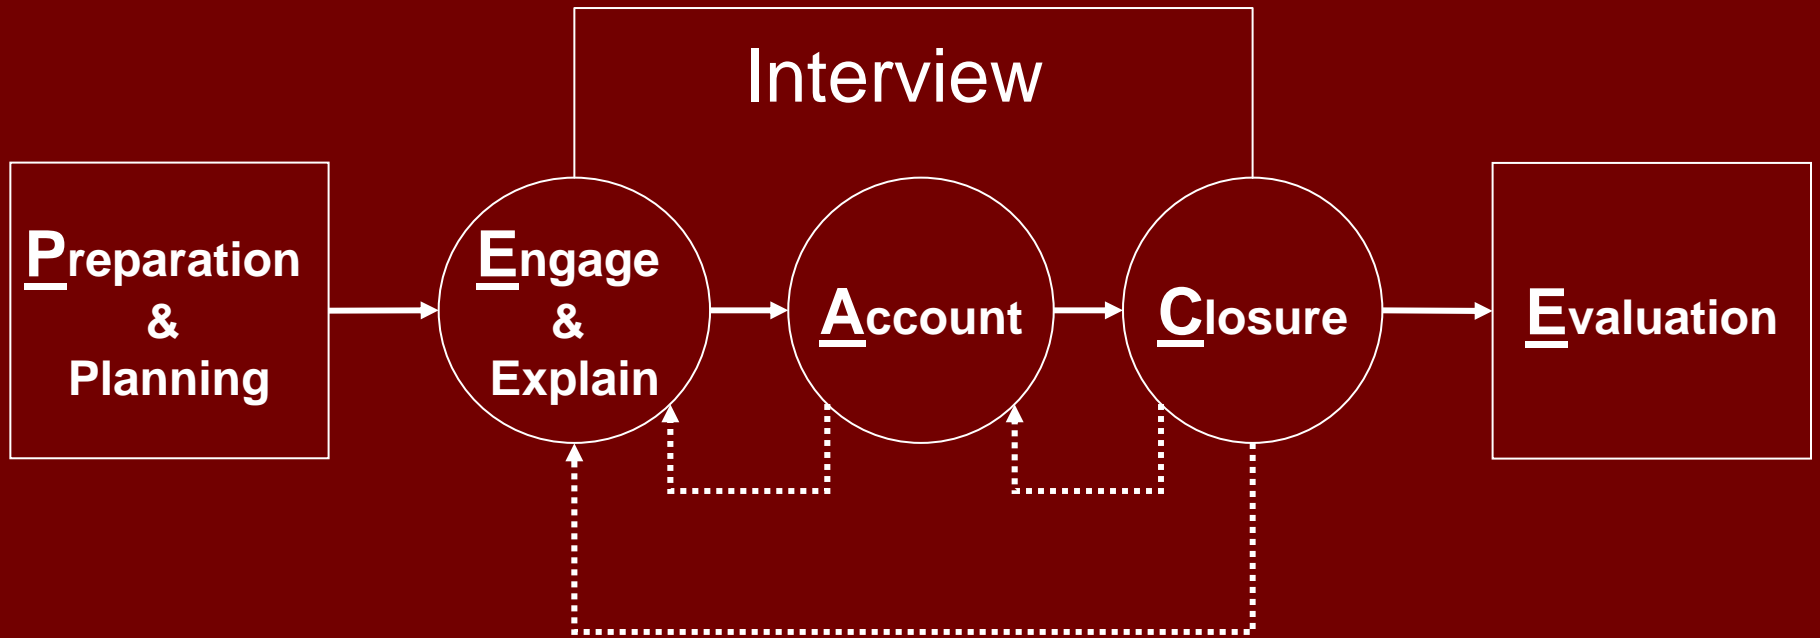 Interview
Preparation
&
Planning
Engage
&
Explain
Account
Closure
Evaluation